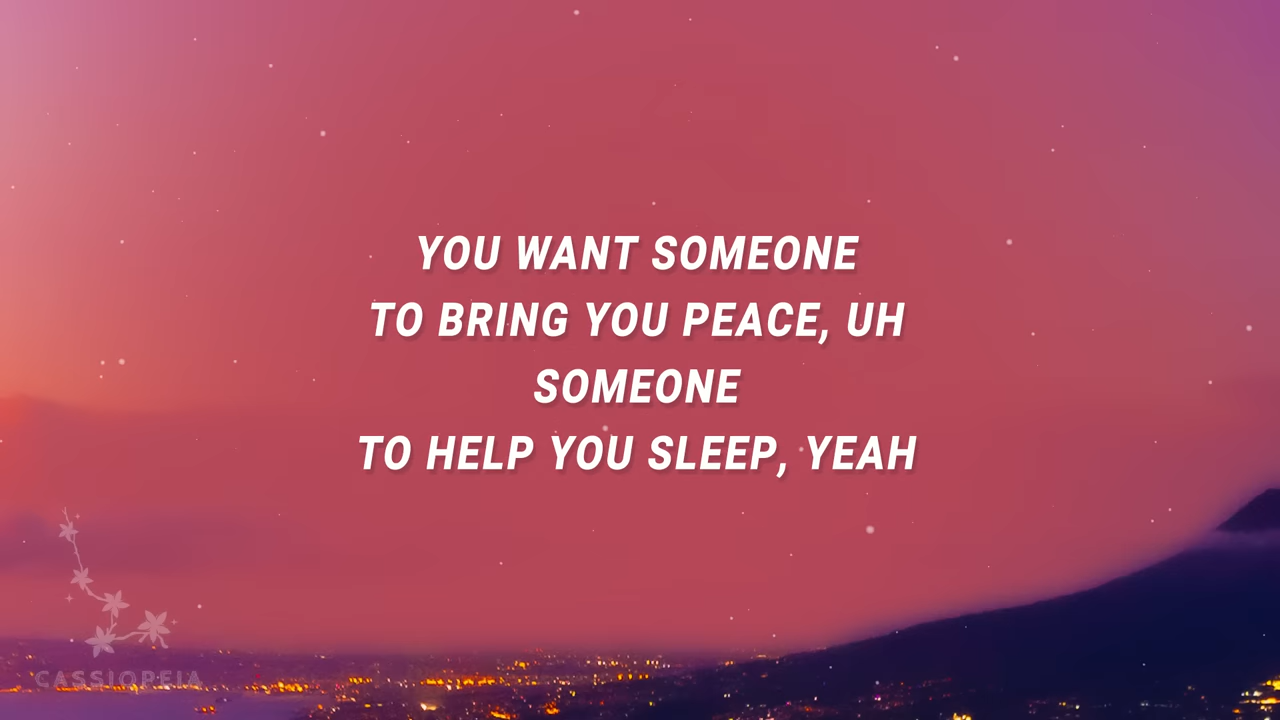 YOU WANT SOMEONE
TO BRING YOU PEACE, UH
SOMEONE
TO HELP YOU SLEEP, YEAH
CASSIOPEIA